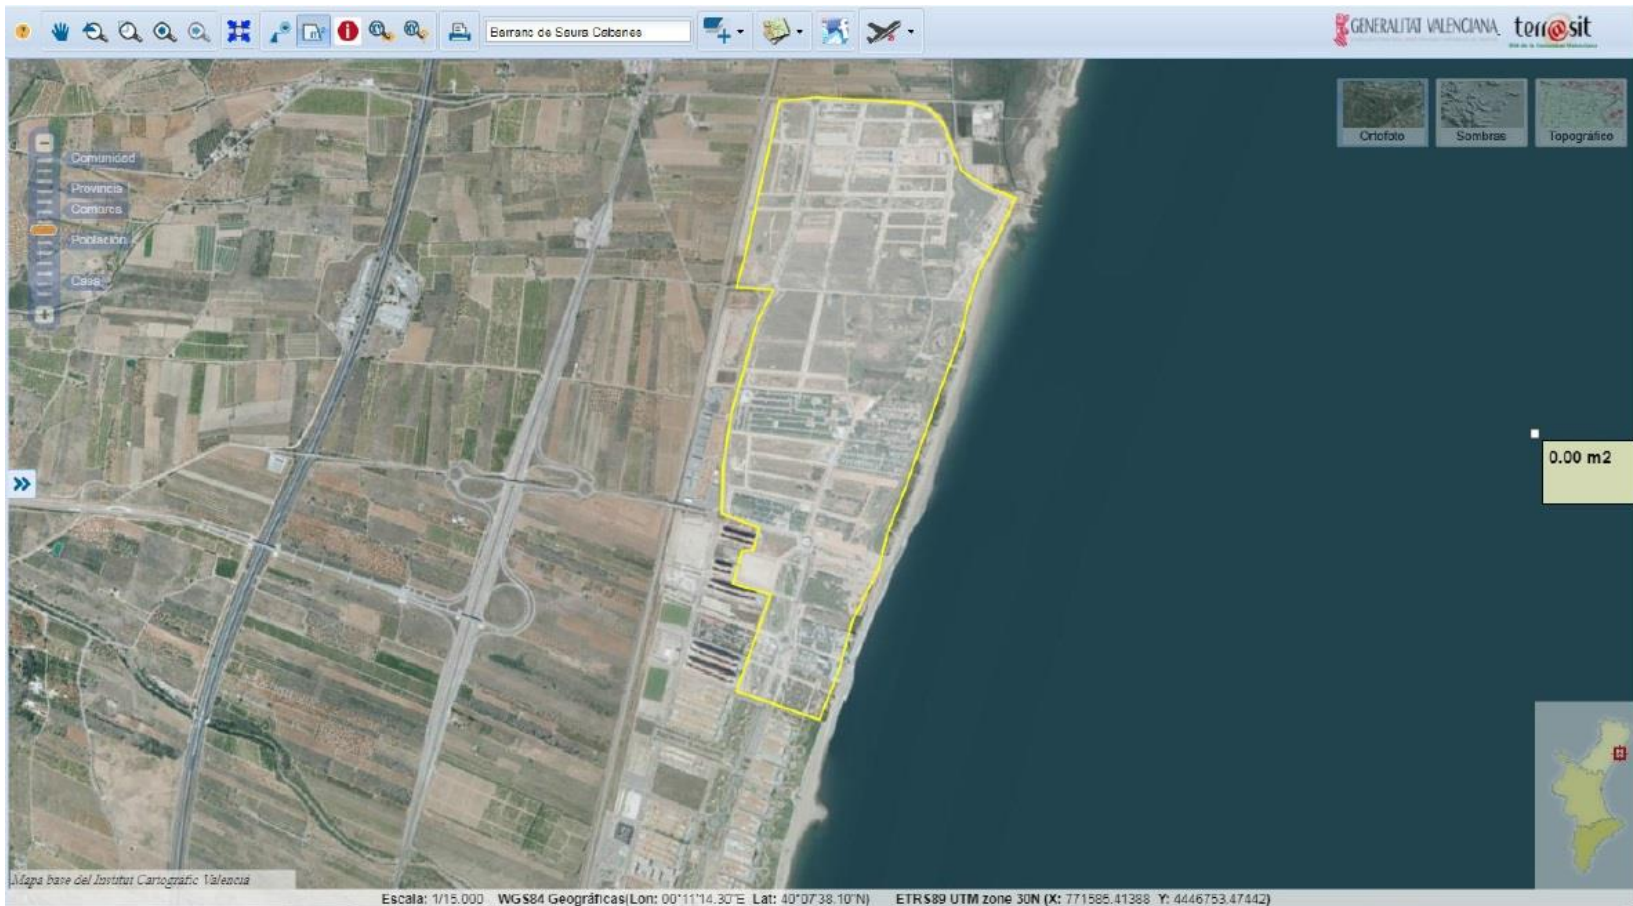 Barranc de Saura Cabanes
GENERALITAT VALENCIANA
terr@sit
Ortofoto
Sombras
Topográfico
Comunidad
Provincia
Comarca
Población
Casa
0.00 m2
Mapa base del Institut Cartogràfic Valencià
Escala: 1/15.000 WGS84 Geográficas(Lon: 00°11'14.30"E Lat: 40°07'38.10"N) ETRS89 UTM zone 30N (X: 771585.41388 Y: 4446753.47442)